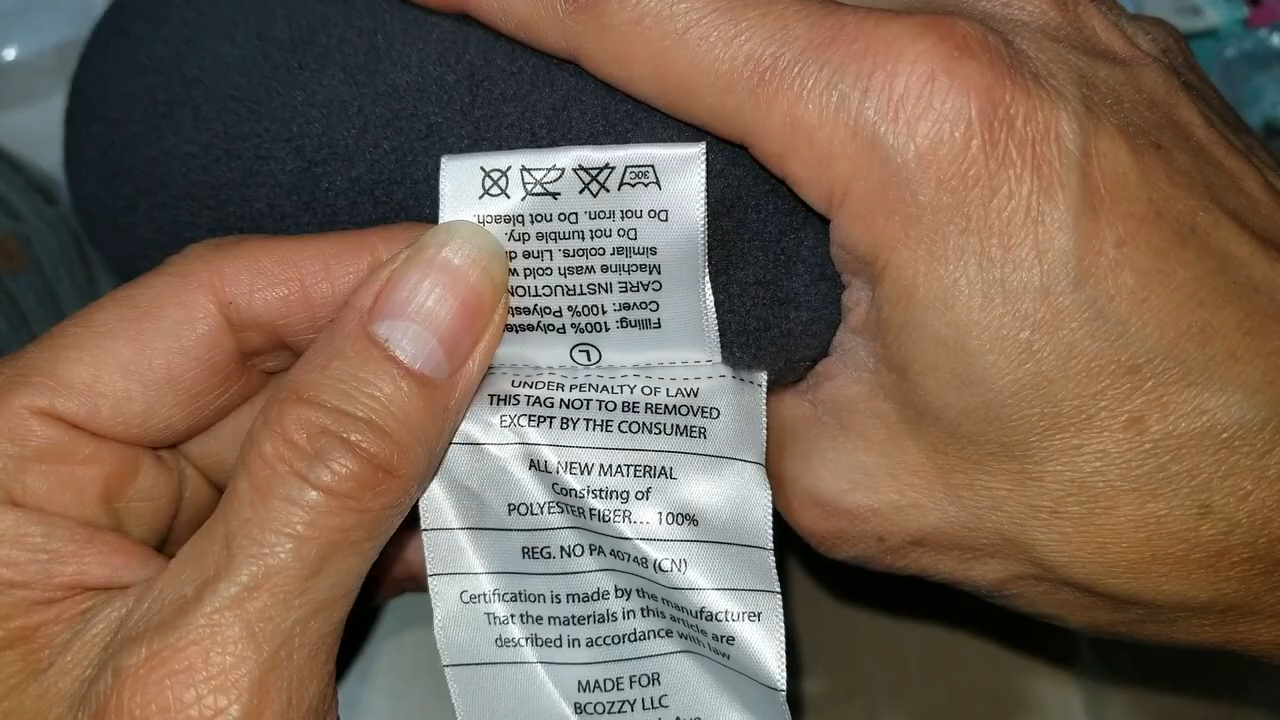 L
Filling: 100% Polyeste
Cover: 100% Polyeste
CARE INSTRUCTION
Machine wash cold w
similar colors. Line d
Do not tumble dry.
Do not iron. Do not bleach.
30C
UNDER PENALTY OF LAW
THIS TAG NOT TO BE REMOVED
EXCEPT BY THE CONSUMER
ALL NEW MATERIAL
Consisting of
POLYESTER FIBER... 100%
REG. NO PA 40748 (CN)
Certification is made by the manufacturer
That the materials in this article are
described in accordance with law
MADE FOR
BCOZZY LLC